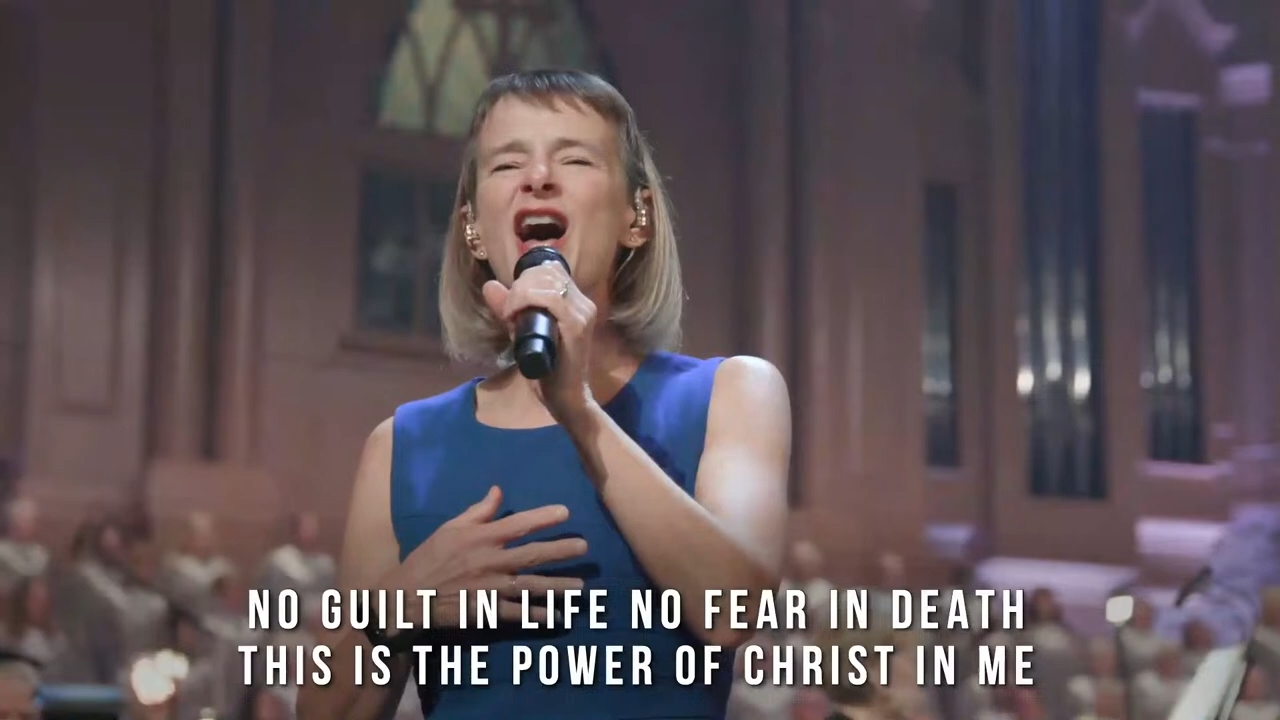 NO GUILT IN LIFE NO FEAR IN DEATH
THIS IS THE POWER OF CHRIST IN ME